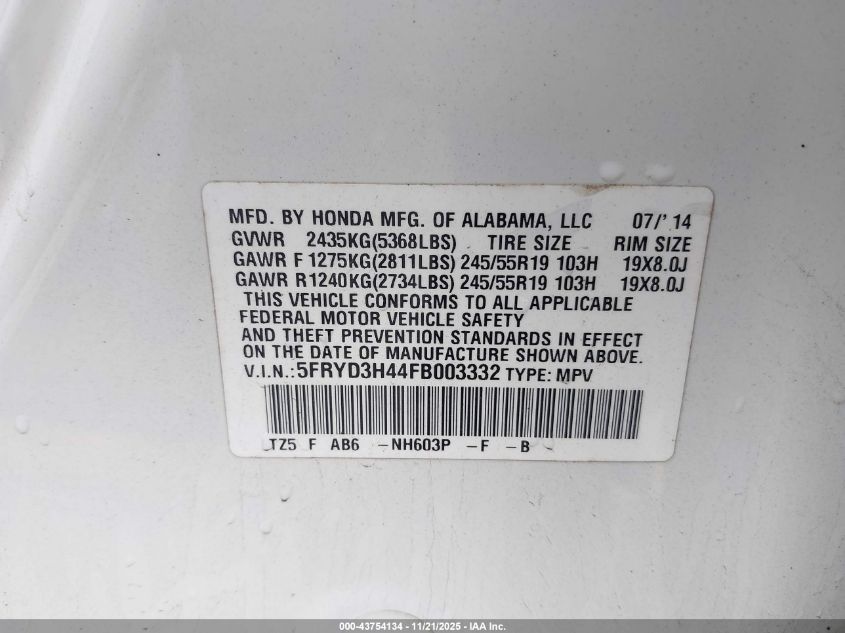 MFD. BY HONDA MFG. OF ALABAMA, LLC 07/'14
GVWR 2435KG(5368LBS) TIRE SIZE RIM SIZE
GAWR F 1275KG(2811LBS) 245/55R19 103H 19X8.0J
GAWR R 1240KG(2734LBS) 245/55R19 103H 19X8.0J
THIS VEHICLE CONFORMS TO ALL APPLICABLE
FEDERAL MOTOR VEHICLE SAFETY
AND THEFT PREVENTION STANDARDS IN EFFECT
ON THE DATE OF MANUFACTURE SHOWN ABOVE.
V.I.N.:5FRYD3H44FB003332 TYPE: MPV
TZ5 F AB6 -NH603P -F -B
000-43754134 - 11/21/2025 - IAA Inc.